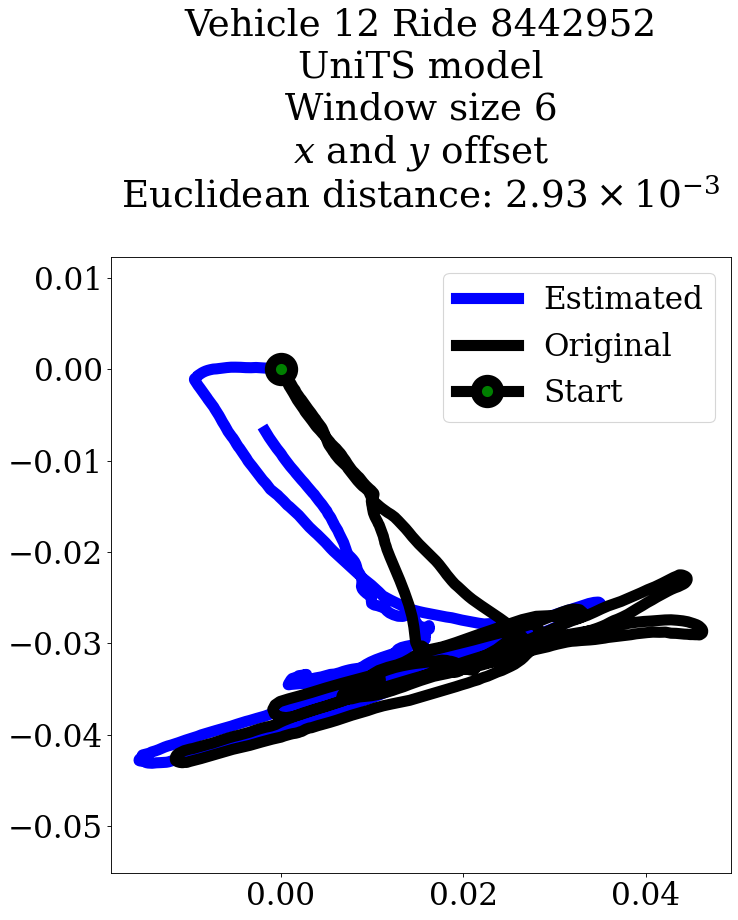 Vehicle 12 Ride 8442952
UniTS model
Window size 6
x and y offset
Euclidean distance: 2.93 × 10⁻³
0.01
Estimated
0.00
Original
Start
−0.01
−0.02
−0.03
−0.04
−0.05
0.00 0.02 0.04